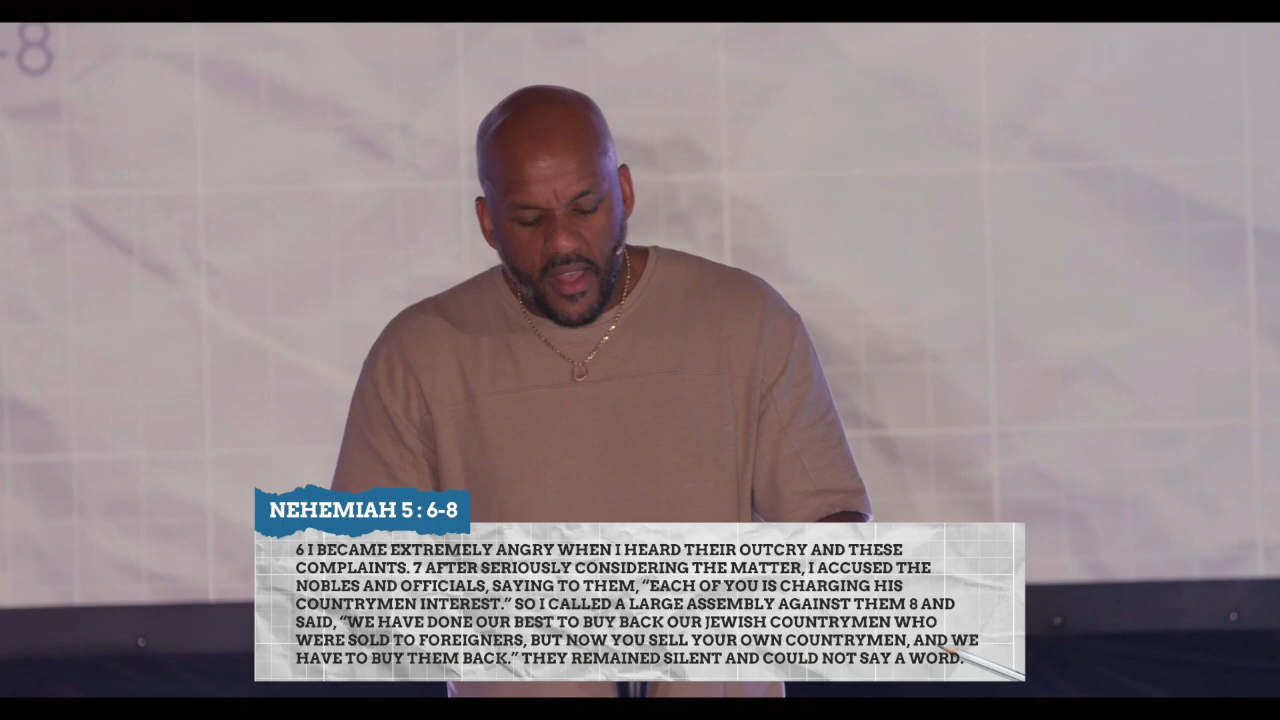 -8
NEHEMIAH 5 : 6-8
6 I BECAME EXTREMELY ANGRY WHEN I HEARD THEIR OUTCRY AND THESE
COMPLAINTS. 7 AFTER SERIOUSLY CONSIDERING THE MATTER, I ACCUSED THE
NOBLES AND OFFICIALS, SAYING TO THEM, “EACH OF YOU IS CHARGING HIS
COUNTRYMEN INTEREST.” SO I CALLED A LARGE ASSEMBLY AGAINST THEM 8 AND
SAID, “WE HAVE DONE OUR BEST TO BUY BACK OUR JEWISH COUNTRYMEN WHO
WERE SOLD TO FOREIGNERS, BUT NOW YOU SELL YOUR OWN COUNTRYMEN, AND WE
HAVE TO BUY THEM BACK.” THEY REMAINED SILENT AND COULD NOT SAY A WORD.